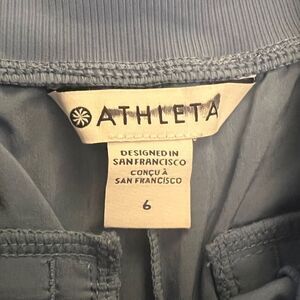 ATHLETA
DESIGNED IN
SAN FRANCISCO
CONÇU À
SAN FRANCISCO
6